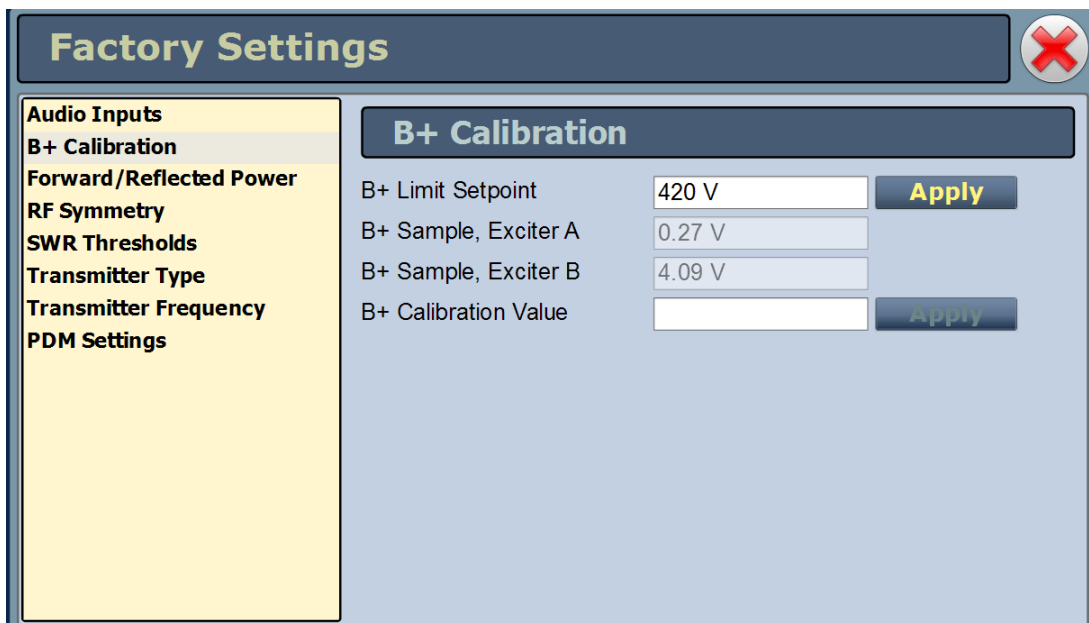 Factory Settings
Audio Inputs
B+ Calibration
Forward/Reflected Power
RF Symmetry
SWR Thresholds
Transmitter Type
Transmitter Frequency
PDM Settings
B+ Calibration
B+ Limit Setpoint 420 V Apply
B+ Sample, Exciter A 0.27 V
B+ Sample, Exciter B 4.09 V
B+ Calibration Value Apply